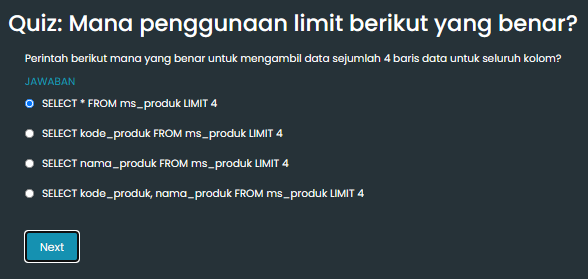 Quiz: Mana penggunaan limit berikut yang benar?
Perintah berikut mana yang benar untuk mengambil data sejumlah 4 baris data untuk seluruh kolom?
JAWABAN
SELECT * FROM ms_produk LIMIT 4
SELECT kode_produk FROM ms_produk LIMIT 4
SELECT nama_produk FROM ms_produk LIMIT 4
SELECT kode_produk, nama_produk FROM ms_produk LIMIT 4
Next